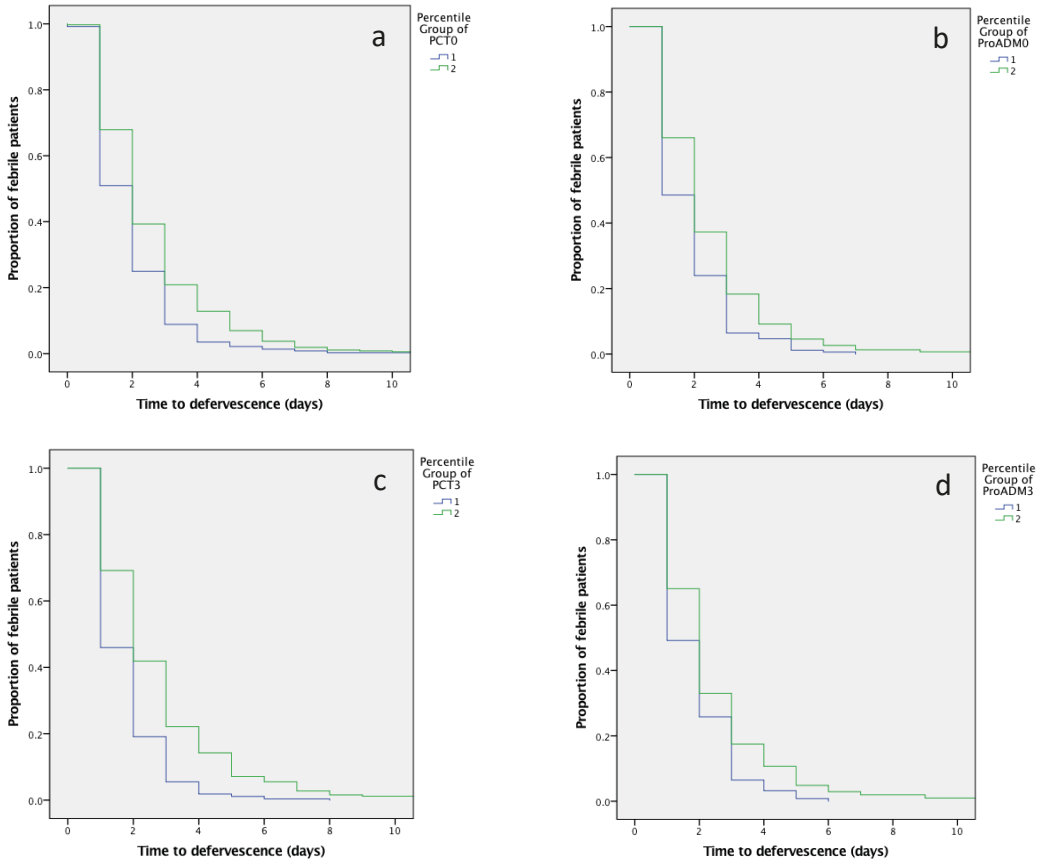 a
Percentile
Group of
PCT0
1
2
Proportion of febrile patients
1.0
0.8
0.6
0.4
0.2
0.0
0 2 4 6 8 10
Time to defervescence (days)
b
Percentile
Group of
ProADM0
1
2
Proportion of febrile patients
1.0
0.8
0.6
0.4
0.2
0.0
0 2 4 6 8 10
Time to defervescence (days)
c
Percentile
Group of
PCT3
1
2
Proportion of febrile patients
1.0
0.8
0.6
0.4
0.2
0.0
0 2 4 6 8 10
Time to defervescence (days)
d
Percentile
Group of
ProADM3
1
2
Proportion of febrile patients
1.0
0.8
0.6
0.4
0.2
0.0
0 2 4 6 8 10
Time to defervescence (days)